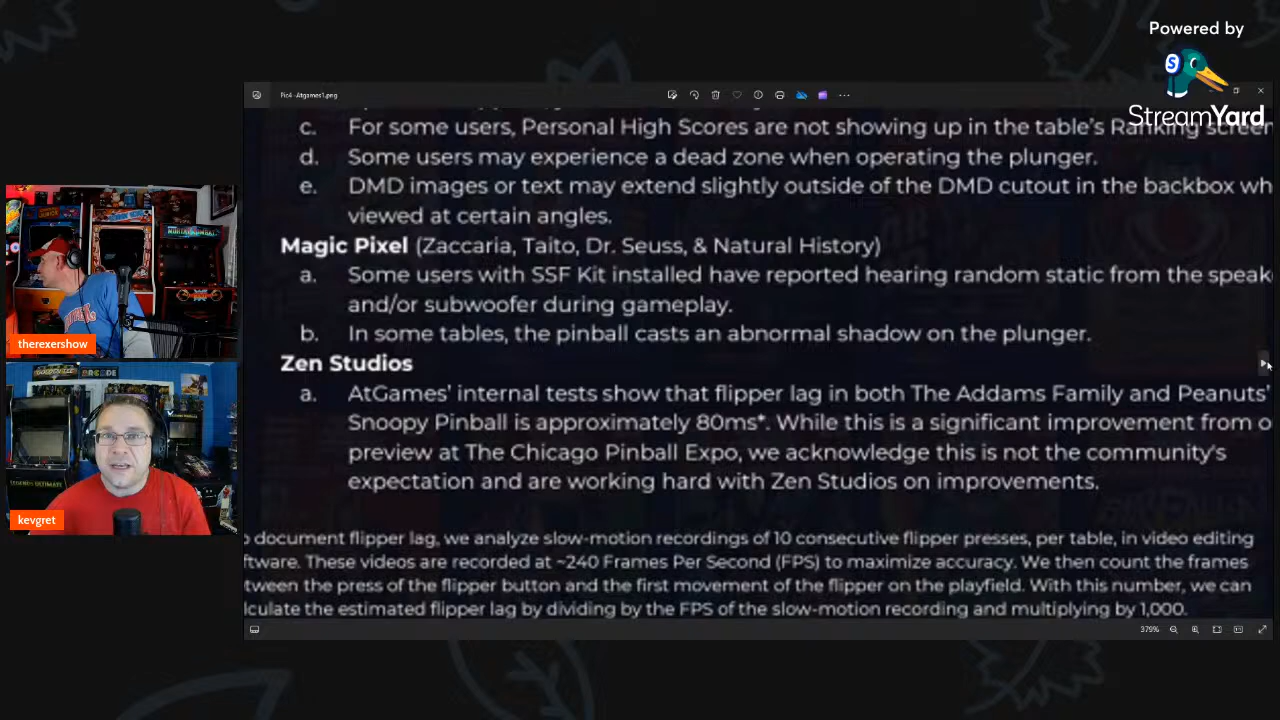 Powered by
StreamYard
Pic4 -Atgames1.png
c. For some users, Personal High Scores are not showing up in the table's Ranking screen
d. Some users may experience a dead zone when operating the plunger.
e. DMD images or text may extend slightly outside of the DMD cutout in the backbox wh
viewed at certain angles.
Magic Pixel (Zaccaria, Taito, Dr. Seuss, & Natural History)
a. Some users with SSF Kit installed have reported hearing random static from the speak
and/or subwoofer during gameplay.
b. In some tables, the pinball casts an abnormal shadow on the plunger.
Zen Studios
a. AtGames' internal tests show that flipper lag in both The Addams Family and Peanuts'
Snoopy Pinball is approximately 80ms*. While this is a significant improvement from o
preview at The Chicago Pinball Expo, we acknowledge this is not the community's
expectation and are working hard with Zen Studios on improvements.
o document flipper lag, we analyze slow-motion recordings of 10 consecutive flipper presses, per table, in video editing
ftware. These videos are recorded at ~240 Frames Per Second (FPS) to maximize accuracy. We then count the frames
tween the press of the flipper button and the first movement of the flipper on the playfield. With this number, we can
lculate the estimated flipper lag by dividing by the FPS of the slow-motion recording and multiplying by 1,000.
379%
therexershow
ARCADE
LEGENDS ULTIMATE
kevgret